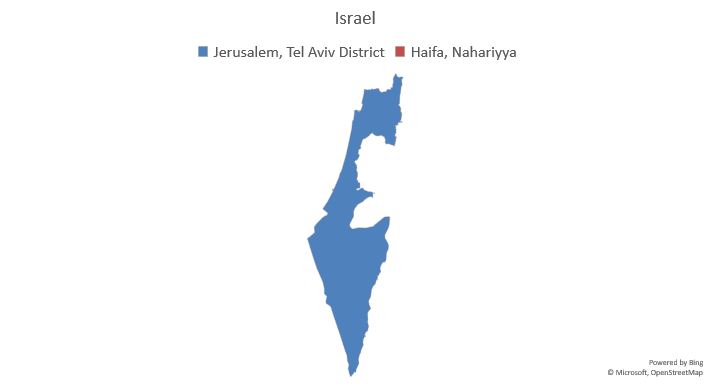 Israel
Jerusalem, Tel Aviv District Haifa, Nahariyya
Powered by Bing
© Microsoft, OpenStreetMap